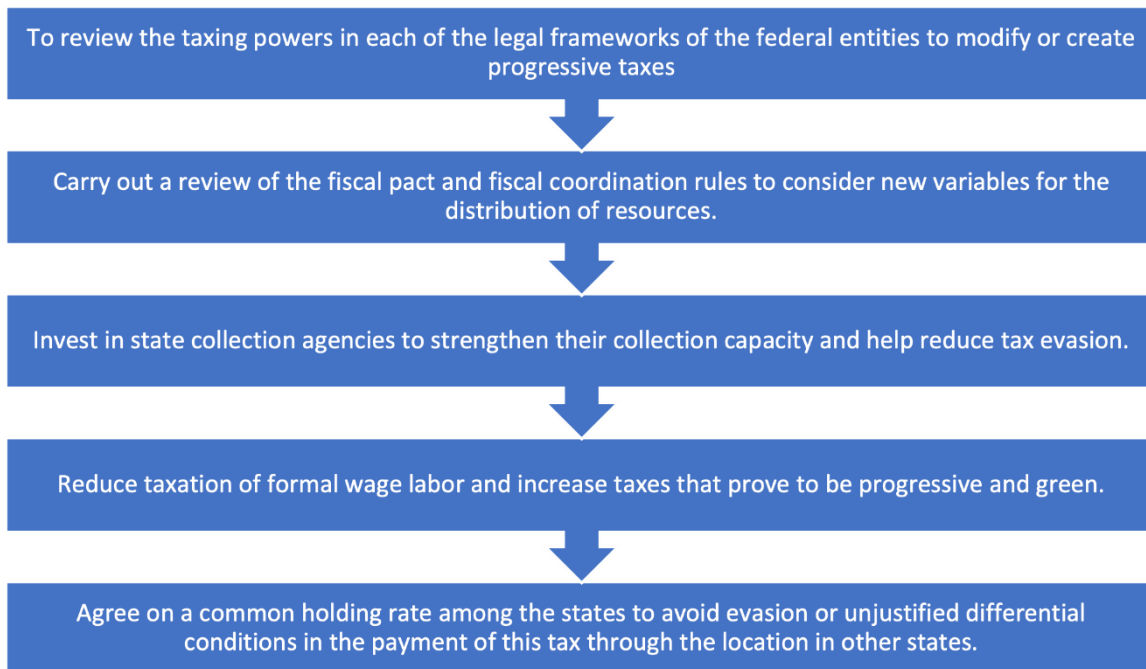 To review the taxing powers in each of the legal frameworks of the federal entities to modify or create
progressive taxes
Carry out a review of the fiscal pact and fiscal coordination rules to consider new variables for the
distribution of resources.
Invest in state collection agencies to strengthen their collection capacity and help reduce tax evasion.
Reduce taxation of formal wage labor and increase taxes that prove to be progressive and green.
Agree on a common holding rate among the states to avoid evasion or unjustified differential
conditions in the payment of this tax through the location in other states.